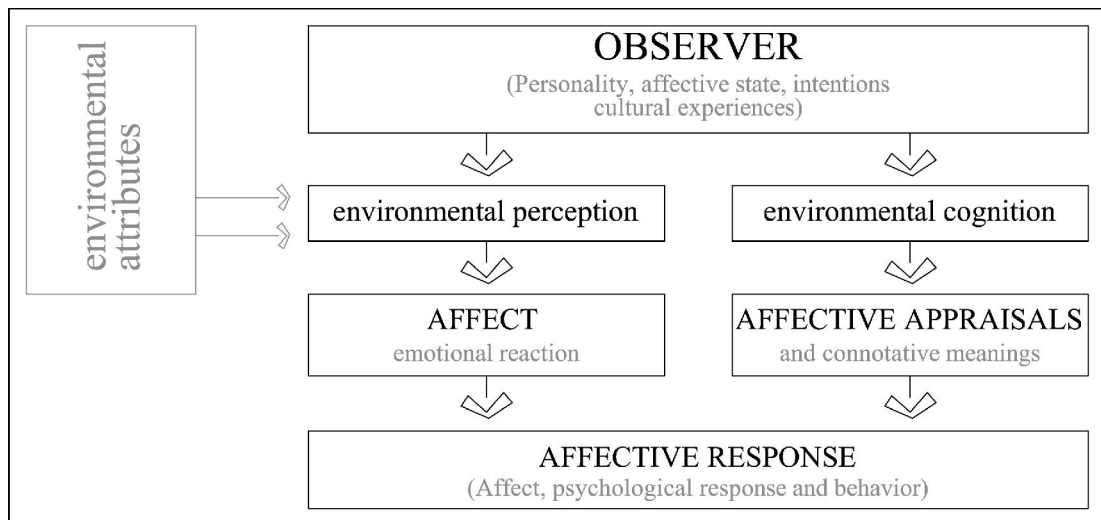 environmental
attributes
OBSERVER
(Personality, affective state, intentions
cultural experiences)
environmental perception
environmental cognition
AFFECT
emotional reaction
AFFECTIVE APPRAISALS
and connotative meanings
AFFECTIVE RESPONSE
(Affect, psychological response and behavior)